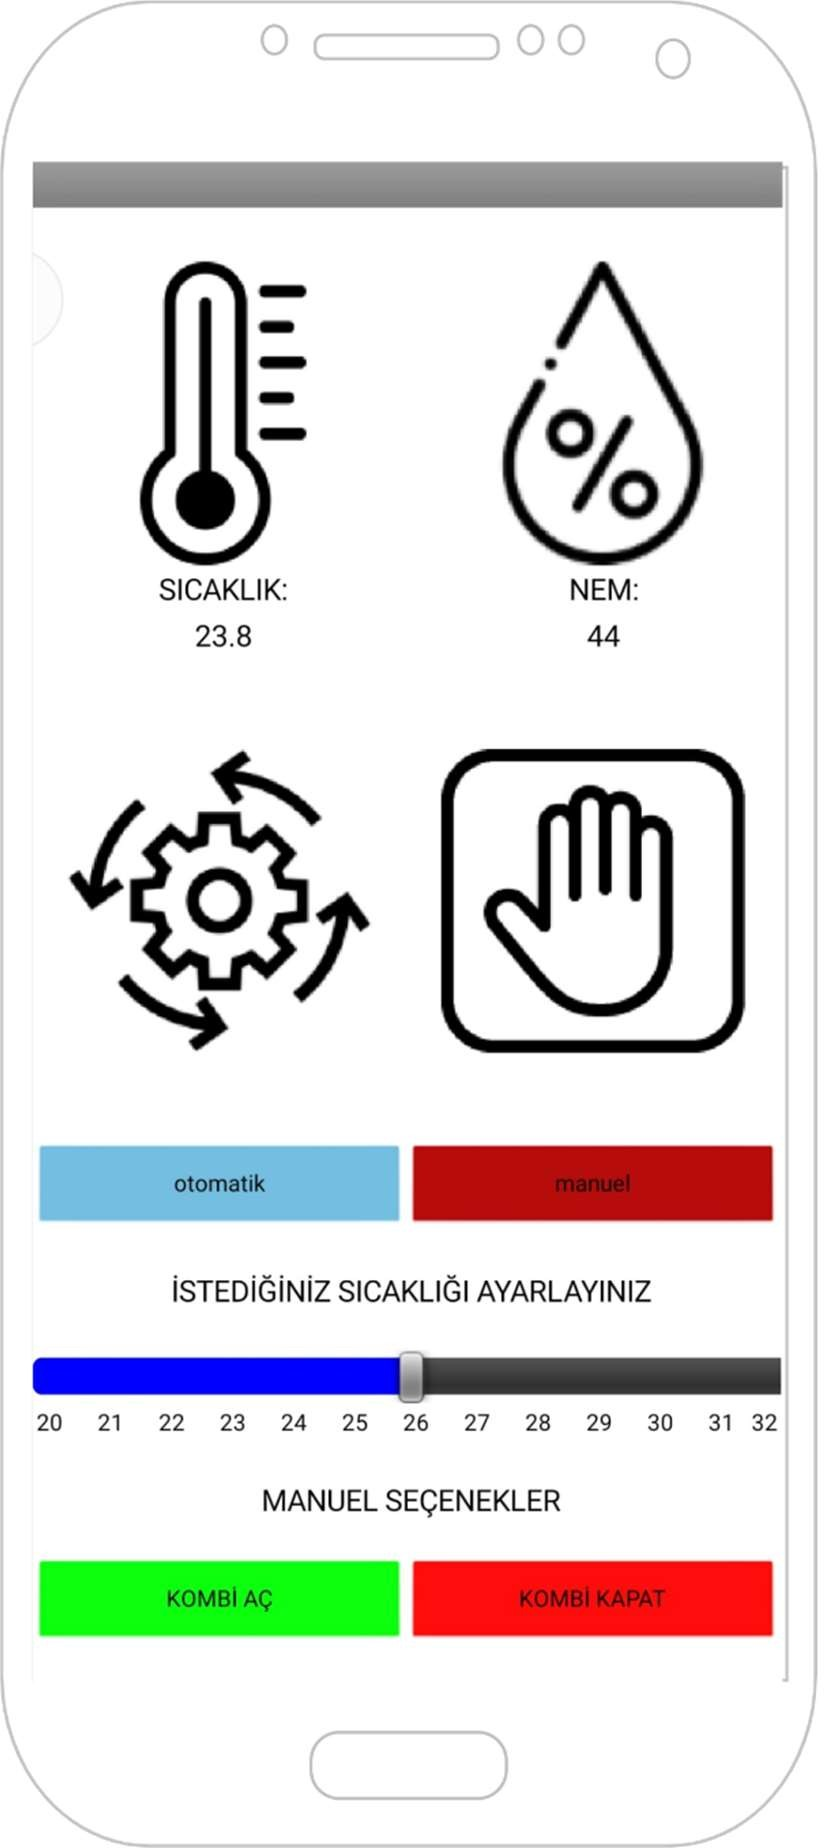 SICAKLIK:
23.8
NEM:
44
otomatik
manuel
İSTEDİĞİNİZ SICAKLIĞI AYARLAYINIZ
20 21 22 23 24 25 26 27 28 29 30 31 32
MANUEL SEÇENEKLER
KOMBİ AÇ
KOMBİ KAPAT